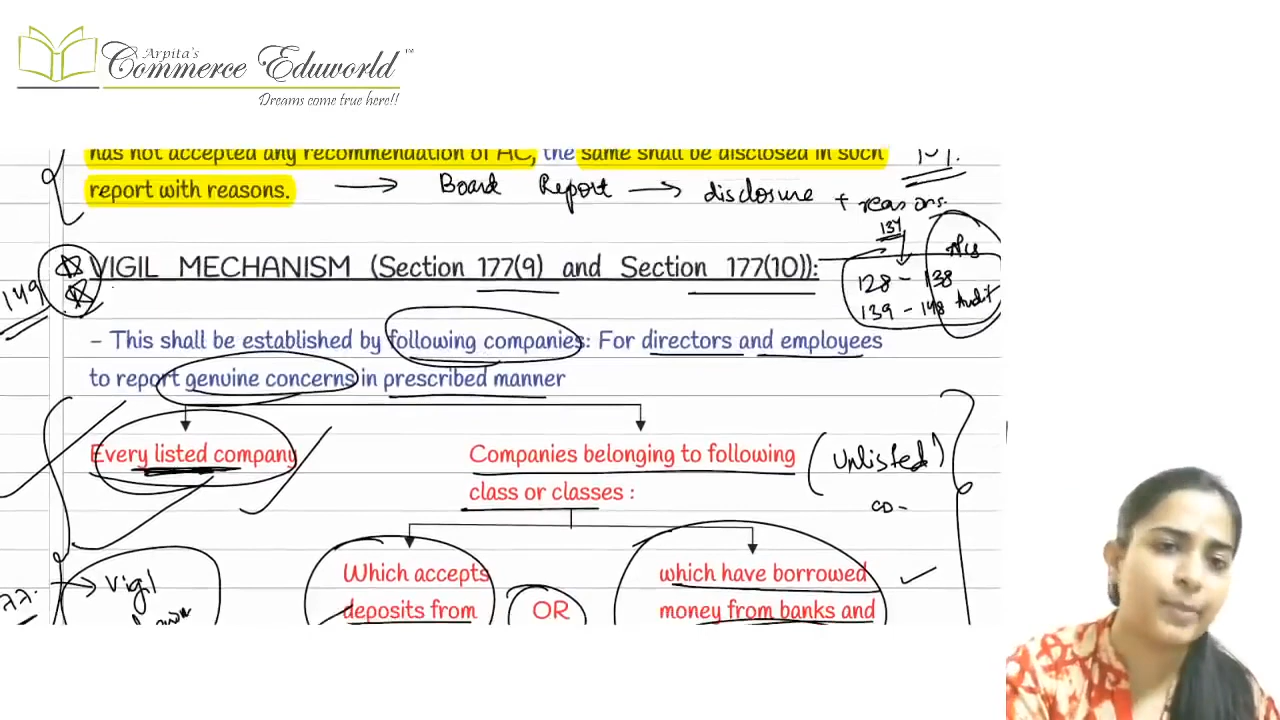 Arpita's
Commerce Eduworld™
Dreams come true here!!
has not accepted any recommendation of AC, the same shall be disclosed in such
report with reasons. → Board Report → disclosure + reasons.
134
VIGIL MECHANISM (Section 177(9) and Section 177(10)):
128 - 138
139 - 148 Audit
149
- This shall be established by following companies: For directors and employees
to report genuine concerns in prescribed manner
Every listed company
Companies belonging to following (Unlisted)
class or classes :
co-
Which accepts
deposits from
OR
which have borrowed
money from banks and
→ Vigil